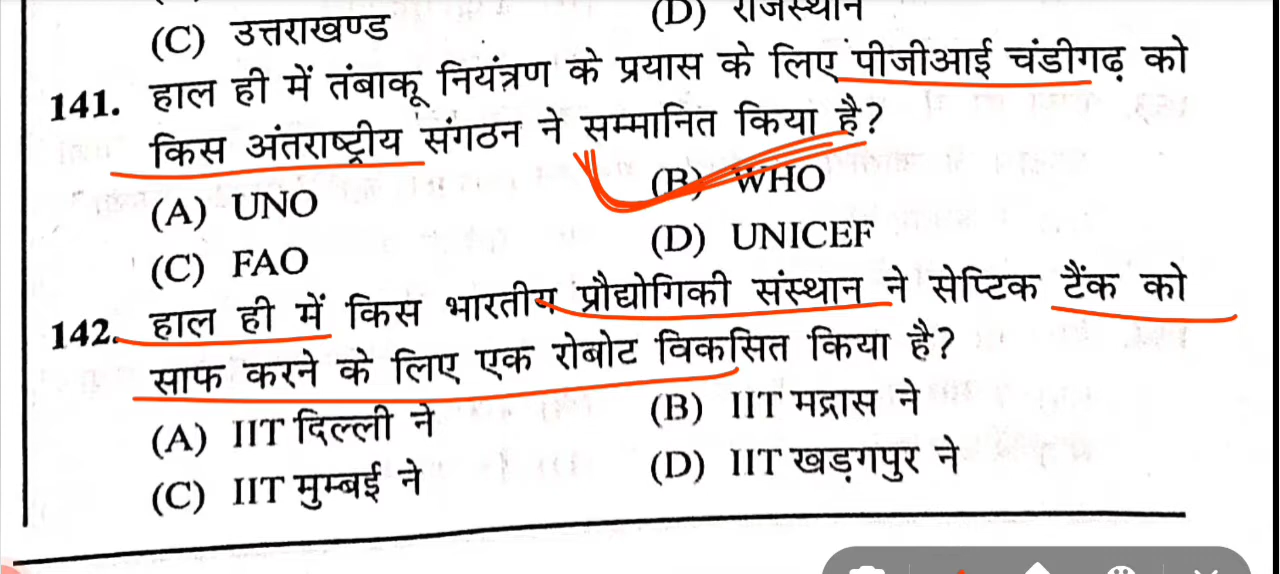 (C) उत्तराखण्ड (D) राजस्थान
141. हाल ही में तंबाकू नियंत्रण के प्रयास के लिए पीजीआई चंडीगढ़ को
किस अंतराष्ट्रीय संगठन ने सम्मानित किया है?
(A) UNO (B) WHO
(C) FAO (D) UNICEF
142. हाल ही में किस भारतीय प्रौद्योगिकी संस्थान ने सेप्टिक टैंक को
साफ करने के लिए एक रोबोट विकसित किया है?
(A) IIT दिल्ली ने (B) IIT मद्रास ने
(C) IIT मुम्बई ने (D) IIT खड़गपुर ने